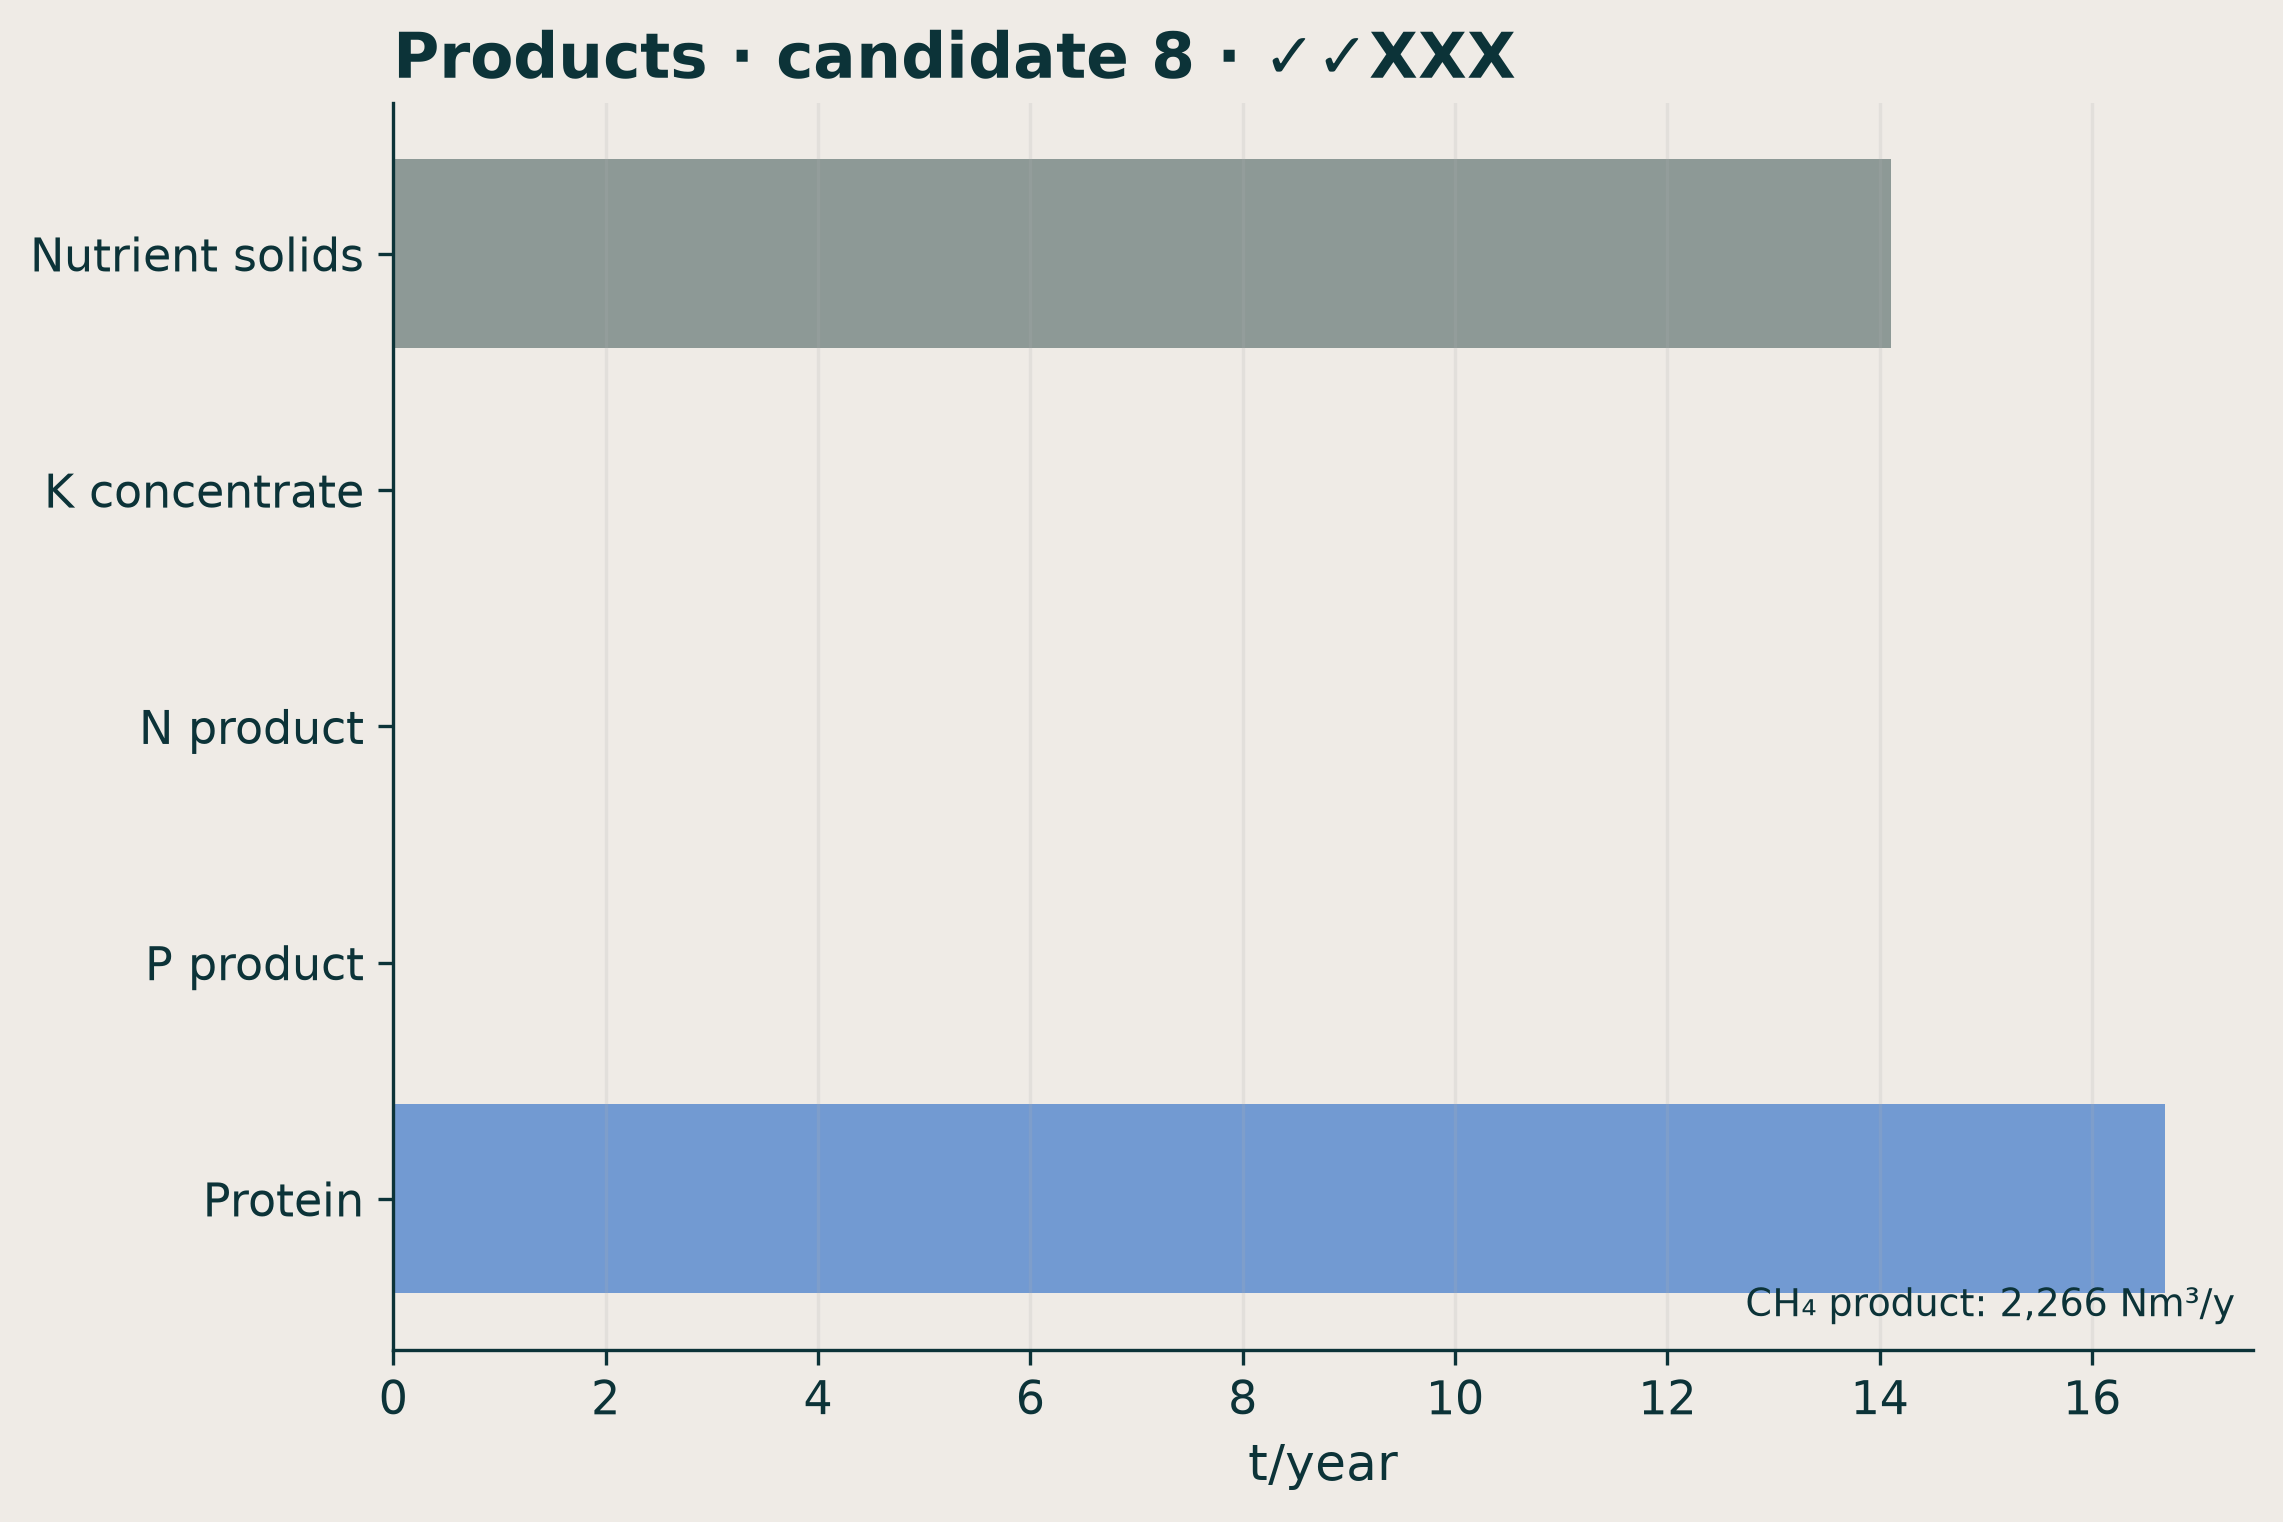 Products · candidate 8 · ✓✓XXX
Nutrient solids
K concentrate
N product
P product
Protein
CH₄ product: 2,266 Nm³/y
0 2 4 6 8 10 12 14 16
t/year